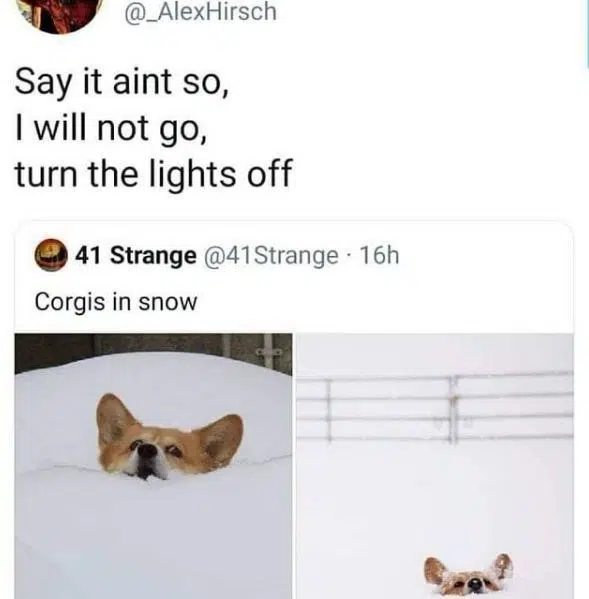 @_AlexHirsch
Say it aint so,
I will not go,
turn the lights off
41 Strange @41Strange · 16h
Corgis in snow